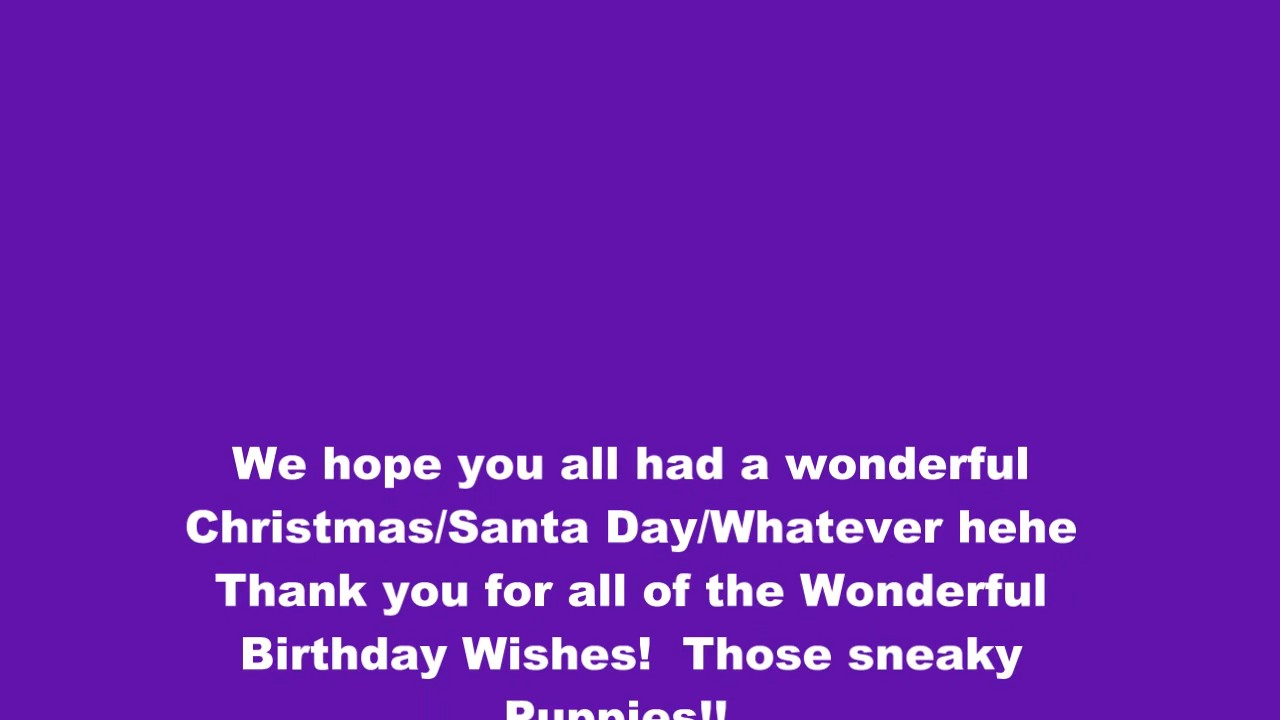 We hope you all had a wonderful
Christmas/Santa Day/Whatever hehe
Thank you for all of the Wonderful
Birthday Wishes!  Those sneaky
Puppies!!